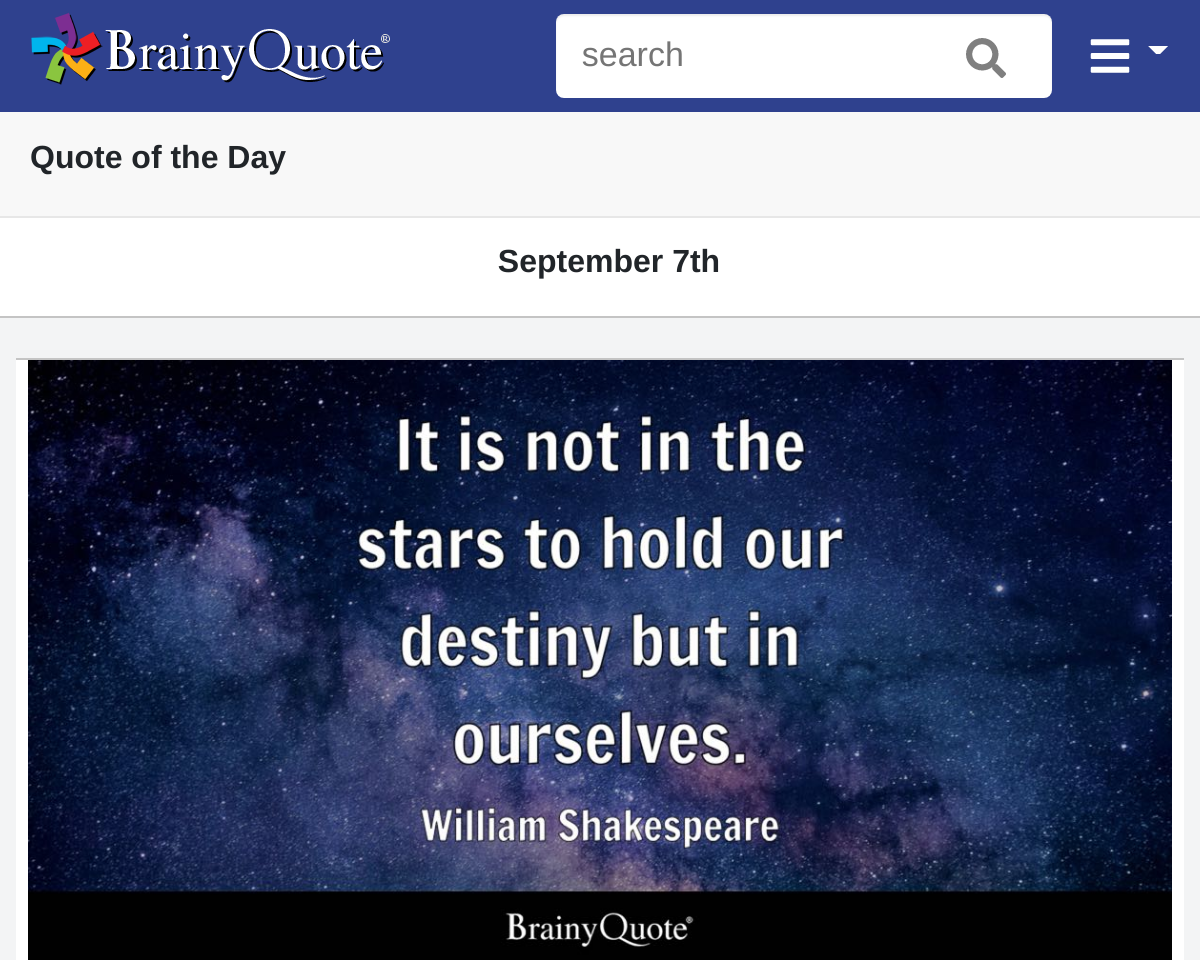 BrainyQuote®
search
Quote of the Day
September 7th
It is not in the
stars to hold our
destiny but in
ourselves.
William Shakespeare
BrainyQuote®